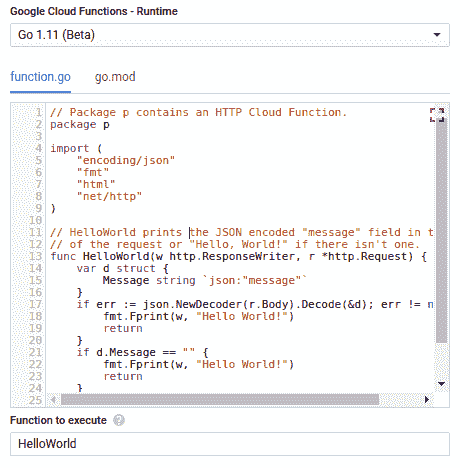 Google Cloud Functions - Runtime
Go 1.11 (Beta)
function.go go.mod
1 // Package p contains an HTTP Cloud Function.
2 package p
3
4 import (
5 "encoding/json"
6 "fmt"
7 "html"
8 "net/http"
9 )
10
11 // HelloWorld prints the JSON encoded "message" field in t
12 // of the request or "Hello, World!" if there isn't one.
13 func HelloWorld(w http.ResponseWriter, r *http.Request) {
14 var d struct {
15 Message string `json:"message"`
16 }
17 if err := json.NewDecoder(r.Body).Decode(&d); err != n
18 fmt.Fprint(w, "Hello World!")
19 return
20 }
21 if d.Message == "" {
22 fmt.Fprint(w, "Hello World!")
23 return
24 }
25
Function to execute ?
HelloWorld